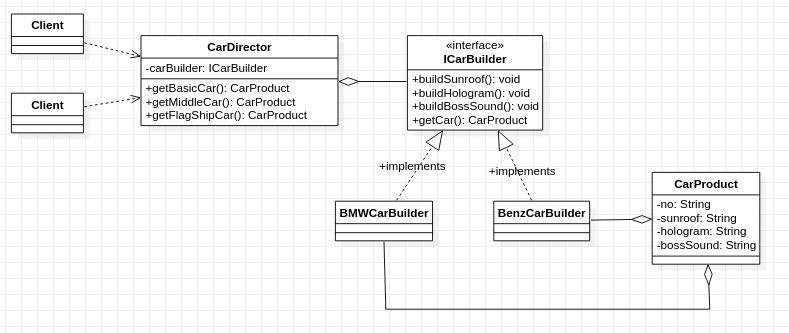 Client
Client
CarDirector
-carBuilder: ICarBuilder
+getBasicCar(): CarProduct
+getMiddleCar(): CarProduct
+getFlagShipCar(): CarProduct
«interface»
ICarBuilder
+buildSunroof(): void
+buildHologram(): void
+buildBossSound(): void
+getCar(): CarProduct
+implements
+implements
BMWCarBuilder
BenzCarBuilder
CarProduct
-no: String
-sunroof: String
-hologram: String
-bossSound: String